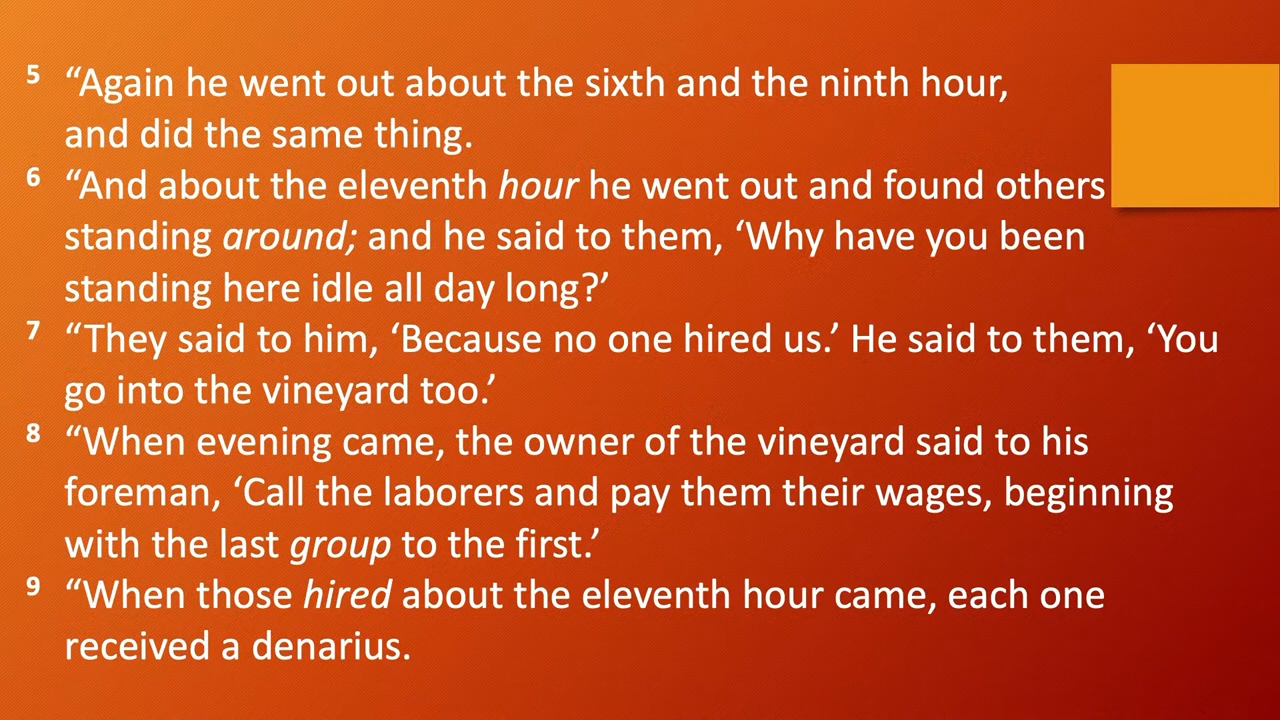 5 “Again he went out about the sixth and the ninth hour,
and did the same thing.
6 “And about the eleventh hour he went out and found others
standing around; and he said to them, ‘Why have you been
standing here idle all day long?’
7 “They said to him, ‘Because no one hired us.’ He said to them, ‘You
go into the vineyard too.’
8 “When evening came, the owner of the vineyard said to his
foreman, ‘Call the laborers and pay them their wages, beginning
with the last group to the first.’
9 “When those hired about the eleventh hour came, each one
received a denarius.